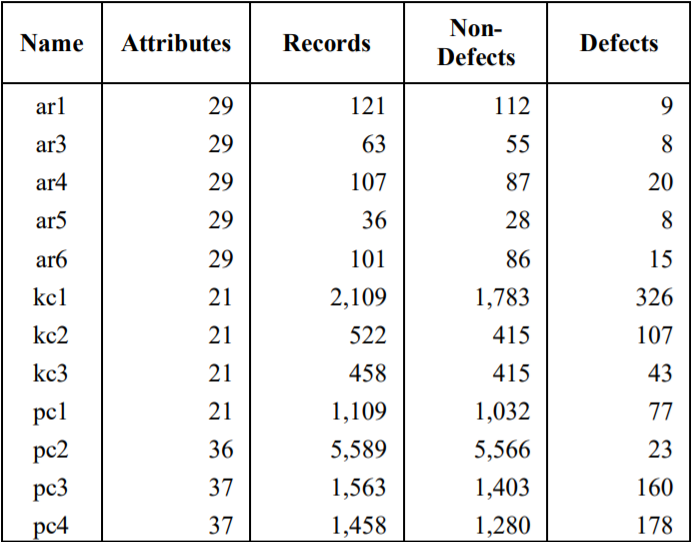 Name Attributes Records Non-Defects Defects
ar1 29 121 112 9
ar3 29 63 55 8
ar4 29 107 87 20
ar5 29 36 28 8
ar6 29 101 86 15
kc1 21 2,109 1,783 326
kc2 21 522 415 107
kc3 21 458 415 43
pc1 21 1,109 1,032 77
pc2 36 5,589 5,566 23
pc3 37 1,563 1,403 160
pc4 37 1,458 1,280 178